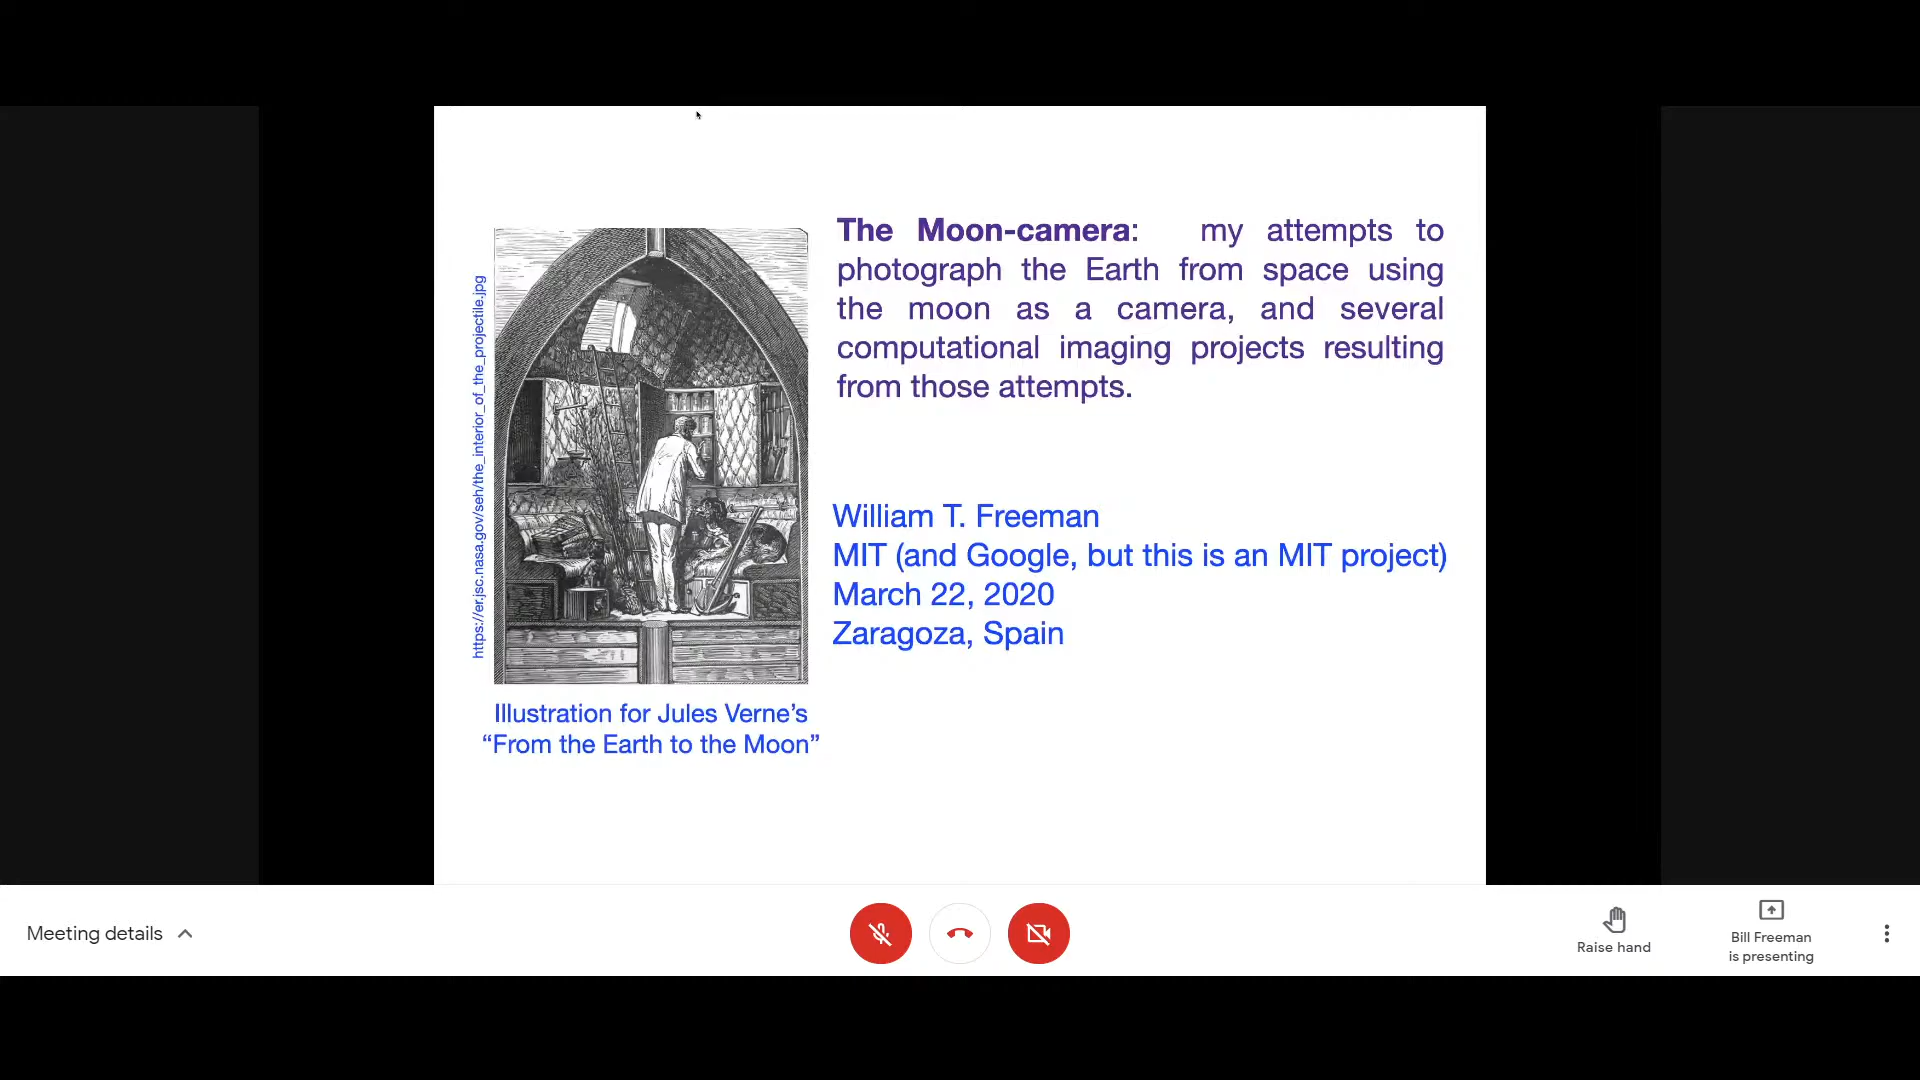 The Moon-camera: my attempts to
photograph the Earth from space using
the moon as a camera, and several
computational imaging projects resulting
from those attempts.
https://er.jsc.nasa.gov/seh/the_interior_of_the_projectile.jpg
William T. Freeman
MIT (and Google, but this is an MIT project)
March 22, 2020
Zaragoza, Spain
Illustration for Jules Verne’s
“From the Earth to the Moon”
Meeting details
Raise hand
Bill Freeman
is presenting